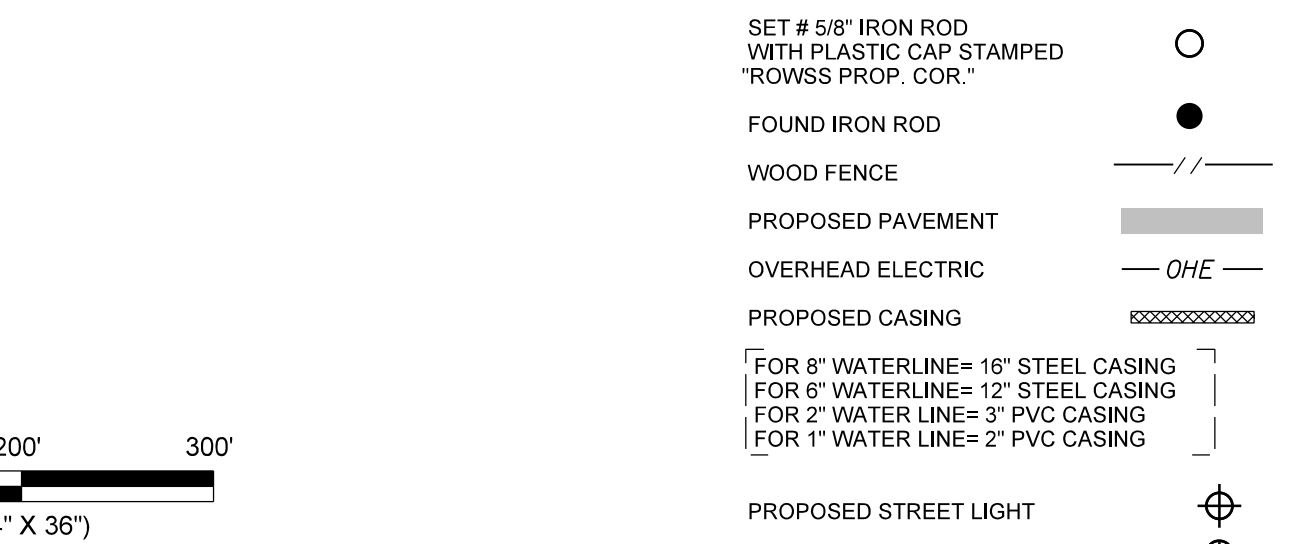 SET # 5/8" IRON ROD
WITH PLASTIC CAP STAMPED
"ROWSS PROP. COR."
FOUND IRON ROD
WOOD FENCE
PROPOSED PAVEMENT
OVERHEAD ELECTRIC
OHE
PROPOSED CASING
FOR 8" WATERLINE= 16" STEEL CASING
FOR 6" WATERLINE= 12" STEEL CASING
FOR 2" WATER LINE= 3" PVC CASING
FOR 1" WATER LINE= 2" PVC CASING
PROPOSED STREET LIGHT
200' 300'
" X 36")